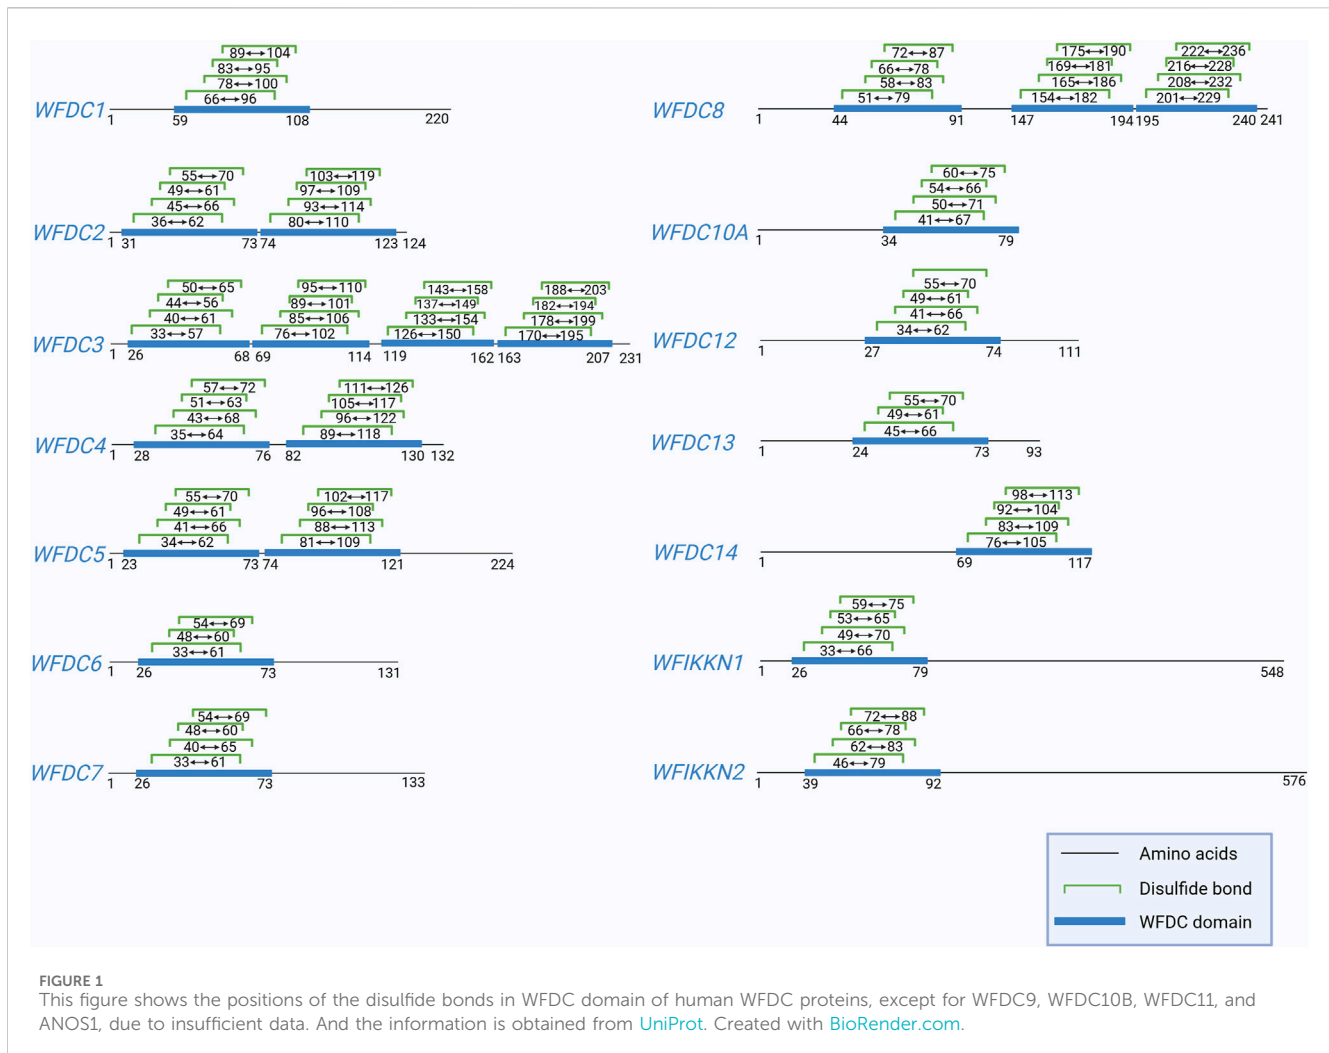 89↔104
83↔95
78↔100
66↔96
WFDC1
1 59 108 220
55↔70 103↔119
49↔61 97↔109
45↔66 93↔114
36↔62 80↔110
WFDC2
1 31 73 74 123 124
50↔65 95↔110 143↔158 188↔203
44↔56 89↔101 137↔149 182↔194
40↔61 85↔106 133↔154 178↔199
33↔57 76↔102 126↔150 170↔195
WFDC3
1 26 68 69 114 119 162 163 207 231
57↔72 111↔126
51↔63 105↔117
43↔68 96↔122
35↔64 89↔118
WFDC4
1 28 76 82 130 132
55↔70 102↔117
49↔61 96↔108
41↔66 88↔113
34↔62 81↔109
WFDC5
1 23 73 74 121 224
54↔69
48↔60
33↔61
WFDC6
1 26 73 131
54↔69
48↔60
40↔65
33↔61
WFDC7
1 26 73 133
72↔87 175↔190 222↔236
66↔78 169↔181 216↔228
58↔83 165↔186 208↔232
51↔79 154↔182 201↔229
WFDC8
1 44 91 147 194 195 240 241
60↔75
54↔66
50↔71
41↔67
WFDC10A
1 34 79
55↔70
49↔61
41↔66
34↔62
WFDC12
1 27 74 111
55↔70
49↔61
45↔66
WFDC13
1 24 73 93
98↔113
92↔104
83↔109
76↔105
WFDC14
1 69 117
59↔75
53↔65
49↔70
33↔66
WFIKKN1
1 26 79 548
72↔88
66↔78
62↔83
46↔79
WFIKKN2
1 39 92 576
Amino acids
Disulfide bond
WFDC domain
FIGURE 1
This figure shows the positions of the disulfide bonds in WFDC domain of human WFDC proteins, except for WFDC9, WFDC10B, WFDC11, and
ANOS1, due to insufficient data. And the information is obtained from UniProt. Created with BioRender.com.